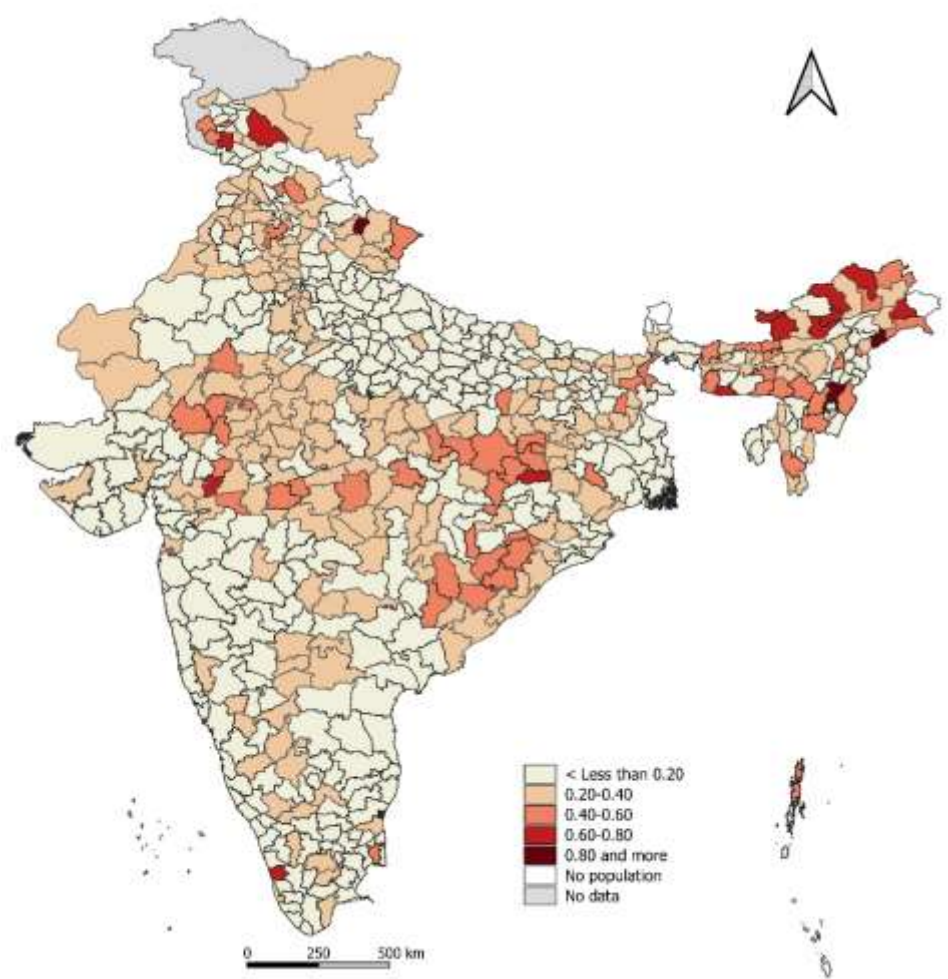 < Less than 0.20
0.20-0.40
0.40-0.60
0.60-0.80
0.80 and more
No population
No data
0 250 500 km